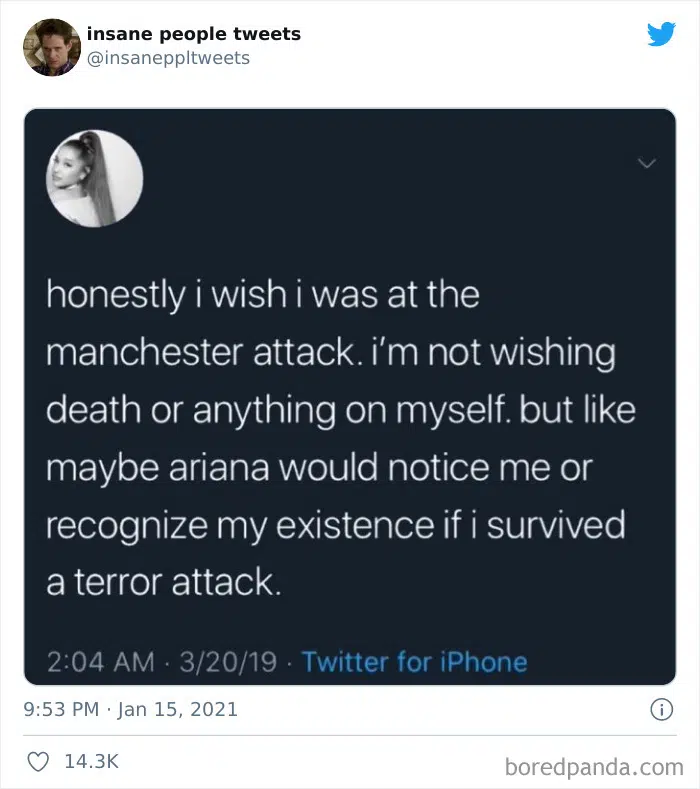 insane people tweets
@insaneppltweets
honestly i wish i was at the
manchester attack. i'm not wishing
death or anything on myself. but like
maybe ariana would notice me or
recognize my existence if i survived
a terror attack.
2:04 AM · 3/20/19 · Twitter for iPhone
9:53 PM · Jan 15, 2021
14.3K
boredpanda.com